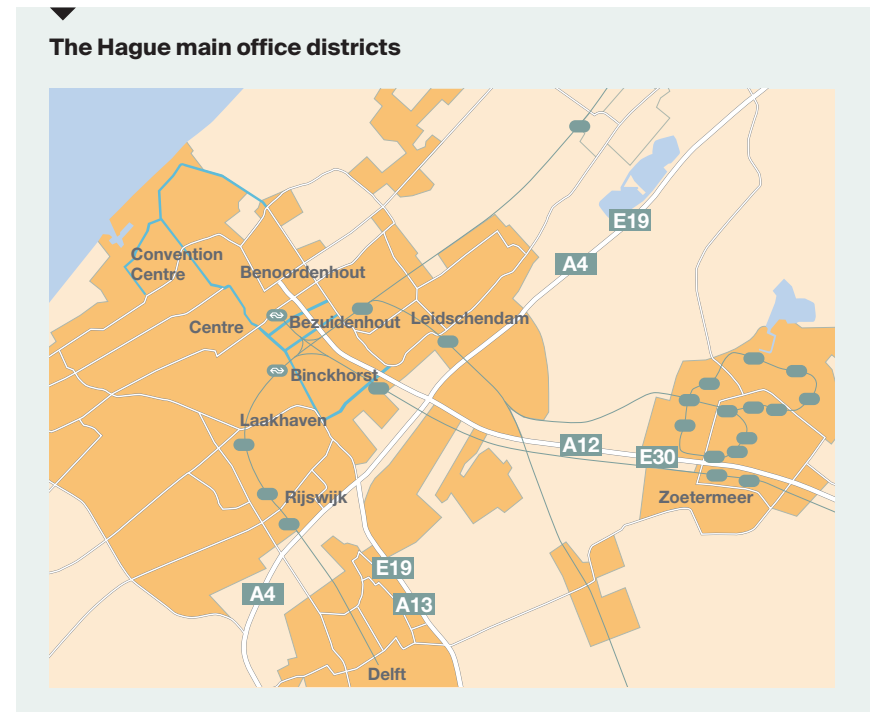 The Hague main office districts
E19
A4
Convention
Centre
Benoordenhout
Centre
Bezuidenhout
Leidschendam
Binckhorst
Laakhaven
A12
E30
Rijswijk
Zoetermeer
E19
A4
A13
Delft